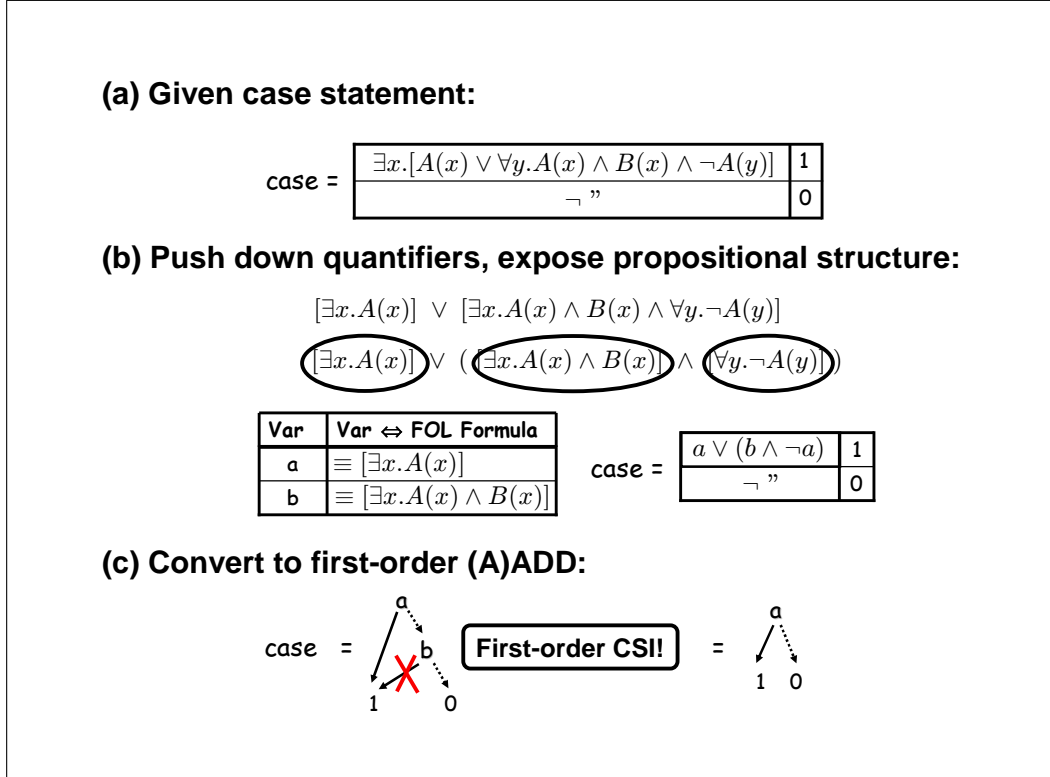 (a) Given case statement:
case = ∃x.[A(x) ∨ ∀y.A(x) ∧ B(x) ∧ ¬A(y)] 1
¬ ” 0
(b) Push down quantifiers, expose propositional structure:
[∃x.A(x)] ∨ [∃x.A(x) ∧ B(x) ∧ ∀y.¬A(y)]
[∃x.A(x)] ∨ ( [∃x.A(x) ∧ B(x)] ∧ [∀y.¬A(y)] )
Var Var ⇔ FOL Formula
a ≡ [∃x.A(x)]
b ≡ [∃x.A(x) ∧ B(x)]
case = a ∨ (b ∧ ¬a) 1
¬ ” 0
(c) Convert to first-order (A)ADD:
case = a b 1 0 First-order CSI! = a 1 0